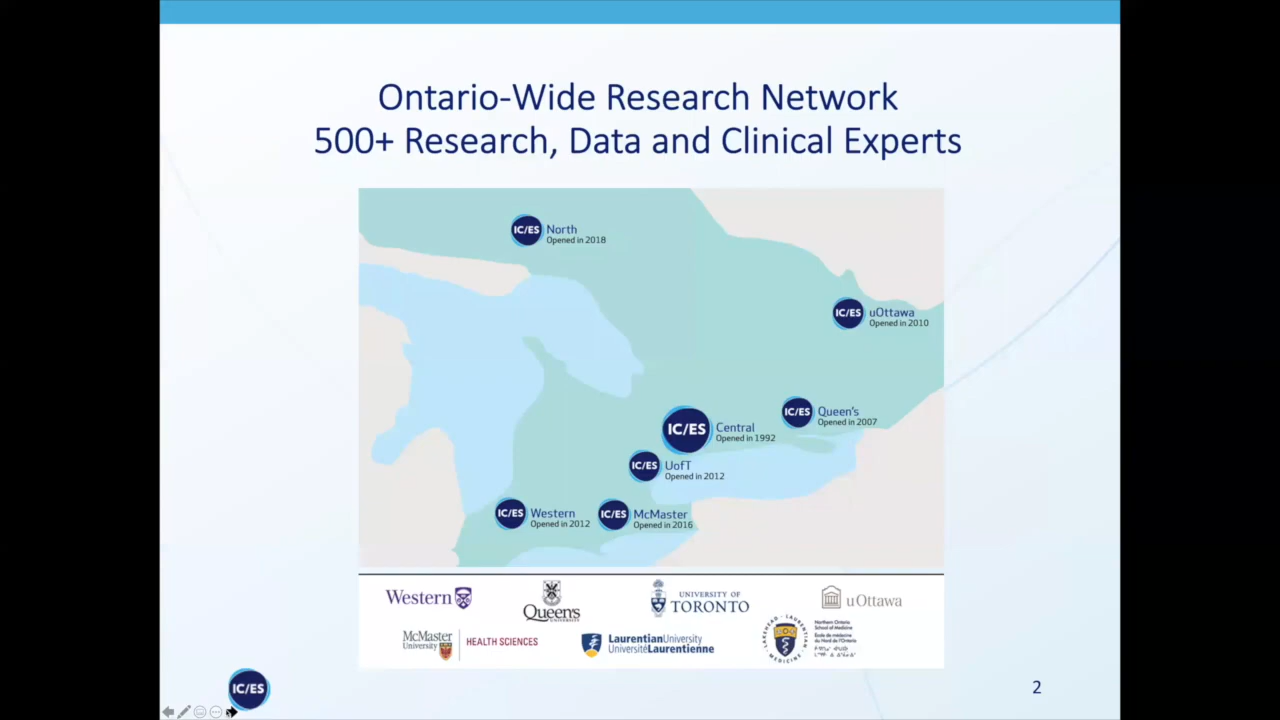 Ontario-Wide Research Network
500+ Research, Data and Clinical Experts
IC/ES North
Opened in 2018
IC/ES uOttawa
Opened in 2010
IC/ES Queen's
Opened in 2007
IC/ES Central
Opened in 1992
IC/ES UofT
Opened in 2012
IC/ES Western
Opened in 2012
IC/ES McMaster
Opened in 2016
Western
Queen's
UNIVERSITY
UNIVERSITY OF
TORONTO
uOttawa
McMaster
University
HEALTH SCIENCES
LaurentianUniversity
UniversitéLaurentienne
LAKEHEAD LAURENTIAN
MEDICINE
Northern Ontario
School of Medicine
École de médecine
du Nord de l'Ontario
IC/ES
2